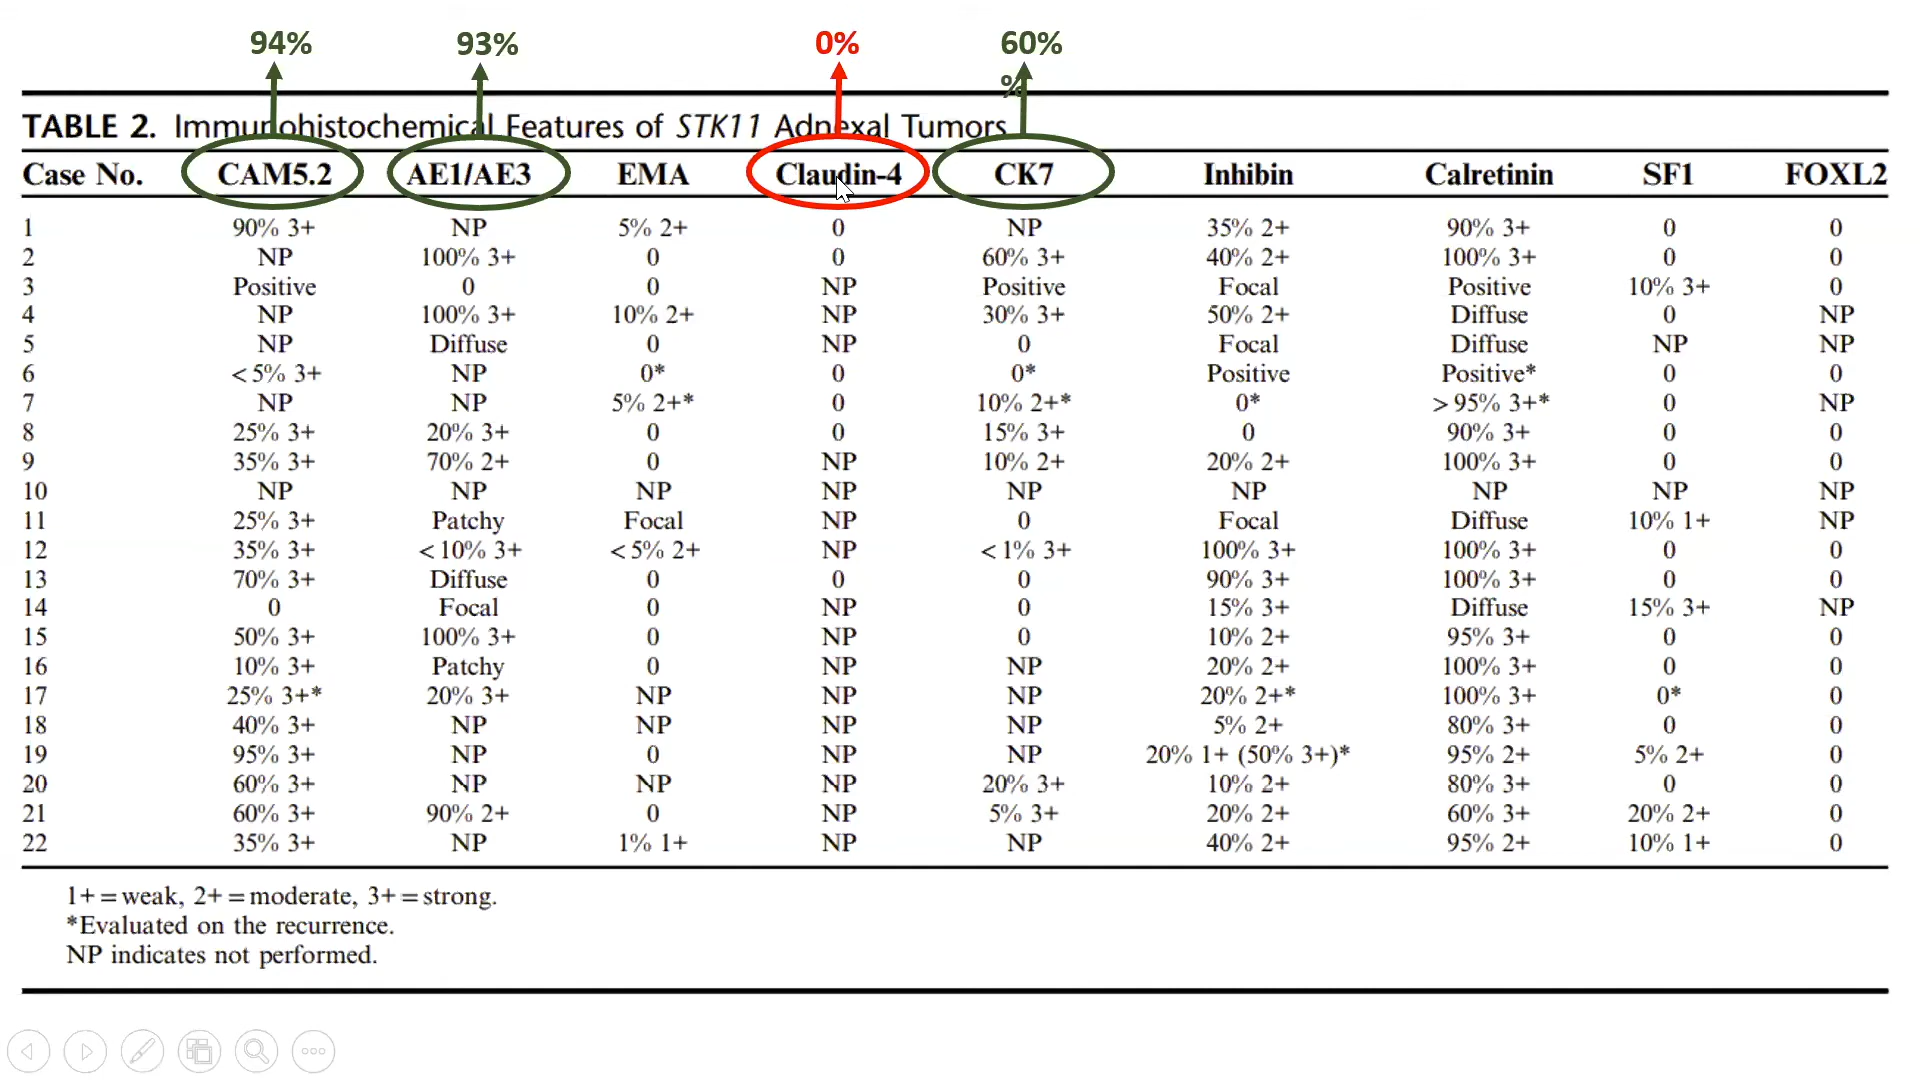 94% 93% 0% 60%
%
TABLE 2. Immunohistochemical Features of STK11 Adnexal Tumors
Case No. CAM5.2 AE1/AE3 EMA Claudin-4 CK7 Inhibin Calretinin SF1 FOXL2
1 90% 3+ NP 5% 2+ 0 NP 35% 2+ 90% 3+ 0 0
2 NP 100% 3+ 0 0 60% 3+ 40% 2+ 100% 3+ 0 0
3 Positive 0 0 NP Positive Focal Positive 10% 3+ 0
4 NP 100% 3+ 10% 2+ NP 30% 3+ 50% 2+ Diffuse 0 NP
5 NP Diffuse 0 NP 0 Focal Diffuse NP NP
6 <5% 3+ NP 0* 0 0* Positive Positive* 0 0
7 NP NP 5% 2+* 0 10% 2+* 0* >95% 3+* 0 NP
8 25% 3+ 20% 3+ 0 0 15% 3+ 0 90% 3+ 0 0
9 35% 3+ 70% 2+ 0 NP 10% 2+ 20% 2+ 100% 3+ 0 0
10 NP NP NP NP NP NP NP NP NP
11 25% 3+ Patchy Focal NP 0 Focal Diffuse 10% 1+ NP
12 35% 3+ <10% 3+ <5% 2+ NP <1% 3+ 100% 3+ 100% 3+ 0 0
13 70% 3+ Diffuse 0 0 0 90% 3+ 100% 3+ 0 0
14 0 Focal 0 NP 0 15% 3+ Diffuse 15% 3+ NP
15 50% 3+ 100% 3+ 0 NP 0 10% 2+ 95% 3+ 0 0
16 10% 3+ Patchy 0 NP NP 20% 2+ 100% 3+ 0 0
17 25% 3+* 20% 3+ NP NP NP 20% 2+* 100% 3+ 0* 0
18 40% 3+ NP NP NP NP 5% 2+ 80% 3+ 0 0
19 95% 3+ NP 0 NP NP 20% 1+ (50% 3+)* 95% 2+ 5% 2+ 0
20 60% 3+ NP NP NP 20% 3+ 10% 2+ 80% 3+ 0 0
21 60% 3+ 90% 2+ 0 NP 5% 3+ 20% 2+ 60% 3+ 20% 2+ 0
22 35% 3+ NP 1% 1+ NP NP 40% 2+ 95% 2+ 10% 1+ 0
1+=weak, 2+=moderate, 3+=strong.
*Evaluated on the recurrence.
NP indicates not performed.